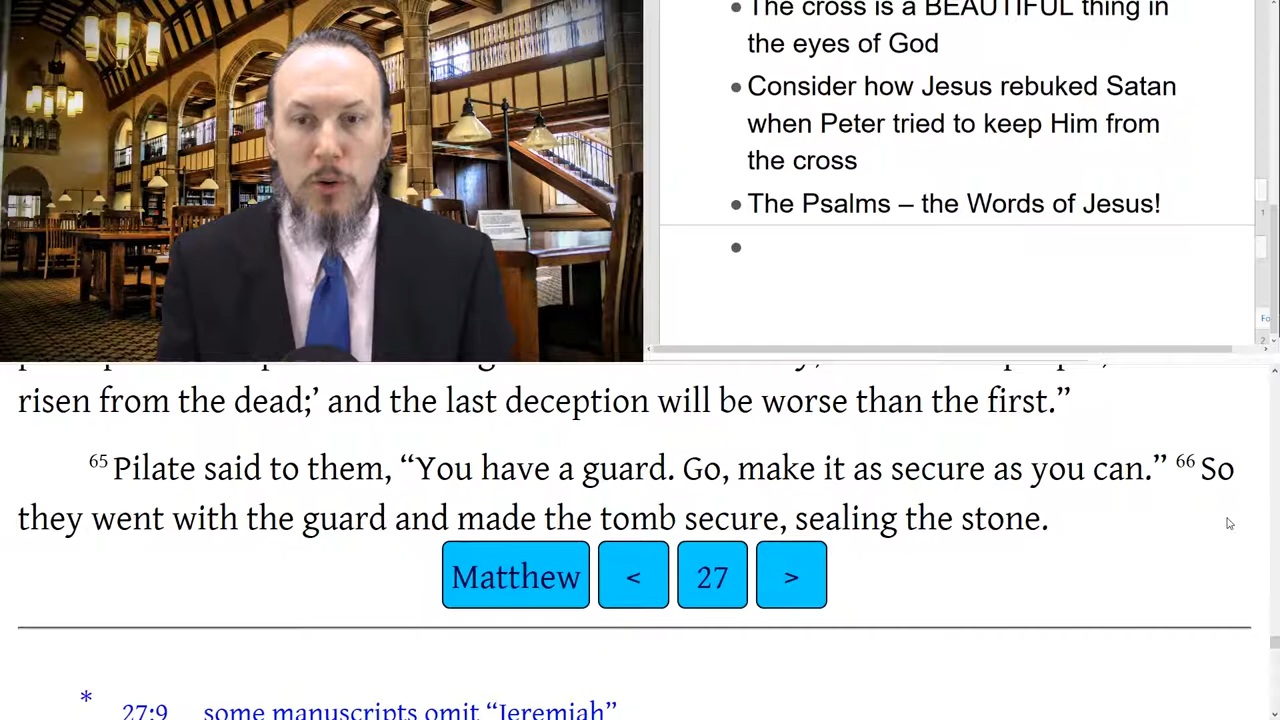 The cross is a BEAUTIFUL thing in
the eyes of God
Consider how Jesus rebuked Satan
when Peter tried to keep Him from
the cross
The Psalms – the Words of Jesus!
risen from the dead;’ and the last deception will be worse than the first.”
65 Pilate said to them, “You have a guard. Go, make it as secure as you can.” 66 So
they went with the guard and made the tomb secure, sealing the stone.
Matthew < 27 >
* 27:9 some manuscripts omit “Jeremiah”